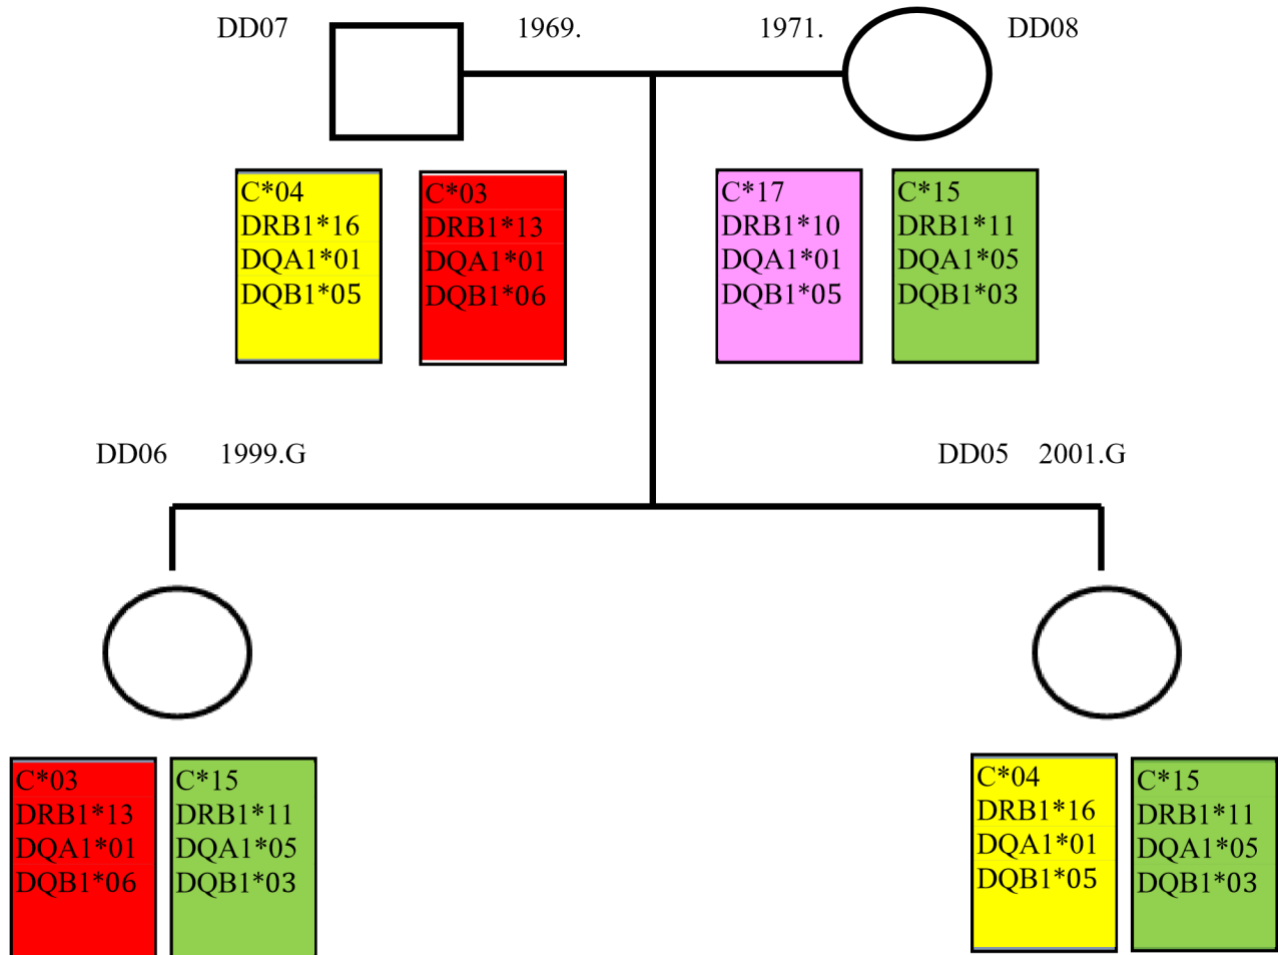 DD07 1969. 1971. DD08
C*04
DRB1*16
DQA1*01
DQB1*05
C*03
DRB1*13
DQA1*01
DQB1*06
C*17
DRB1*10
DQA1*01
DQB1*05
C*15
DRB1*11
DQA1*05
DQB1*03
DD06 1999.G
DD05 2001.G
C*03
DRB1*13
DQA1*01
DQB1*06
C*15
DRB1*11
DQA1*05
DQB1*03
C*04
DRB1*16
DQA1*01
DQB1*05
C*15
DRB1*11
DQA1*05
DQB1*03